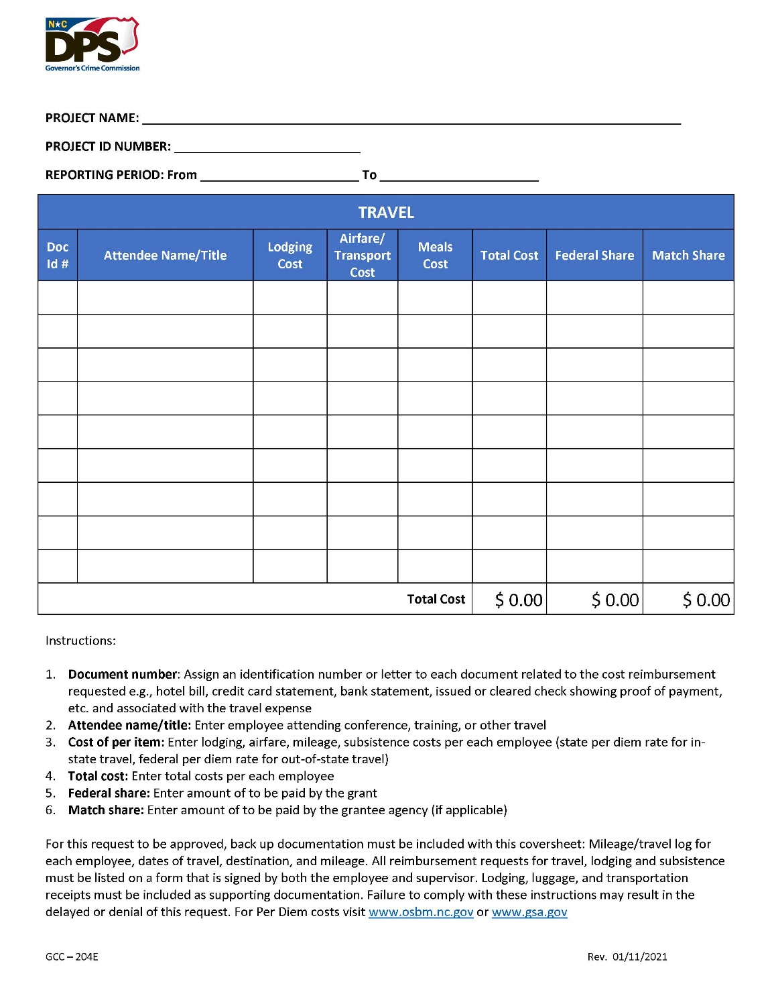 N★C
DPS
Governor's Crime Commission
PROJECT NAME:
PROJECT ID NUMBER:
REPORTING PERIOD: From To
TRAVEL
Doc Id # Attendee Name/Title Lodging Cost Airfare/ Transport Cost Meals Cost Total Cost Federal Share Match Share
Total Cost $ 0.00 $ 0.00 $ 0.00
Instructions:
1. Document number: Assign an identification number or letter to each document related to the cost reimbursement
requested e.g., hotel bill, credit card statement, bank statement, issued or cleared check showing proof of payment,
etc. and associated with the travel expense
2. Attendee name/title: Enter employee attending conference, training, or other travel
3. Cost of per item: Enter lodging, airfare, mileage, subsistence costs per each employee (state per diem rate for in-
state travel, federal per diem rate for out-of-state travel)
4. Total cost: Enter total costs per each employee
5. Federal share: Enter amount of to be paid by the grant
6. Match share: Enter amount of to be paid by the grantee agency (if applicable)
For this request to be approved, back up documentation must be included with this coversheet: Mileage/travel log for
each employee, dates of travel, destination, and mileage. All reimbursement requests for travel, lodging and subsistence
must be listed on a form that is signed by both the employee and supervisor. Lodging, luggage, and transportation
receipts must be included as supporting documentation. Failure to comply with these instructions may result in the
delayed or denial of this request. For Per Diem costs visit www.osbm.nc.gov or www.gsa.gov
GCC – 204E Rev. 01/11/2021